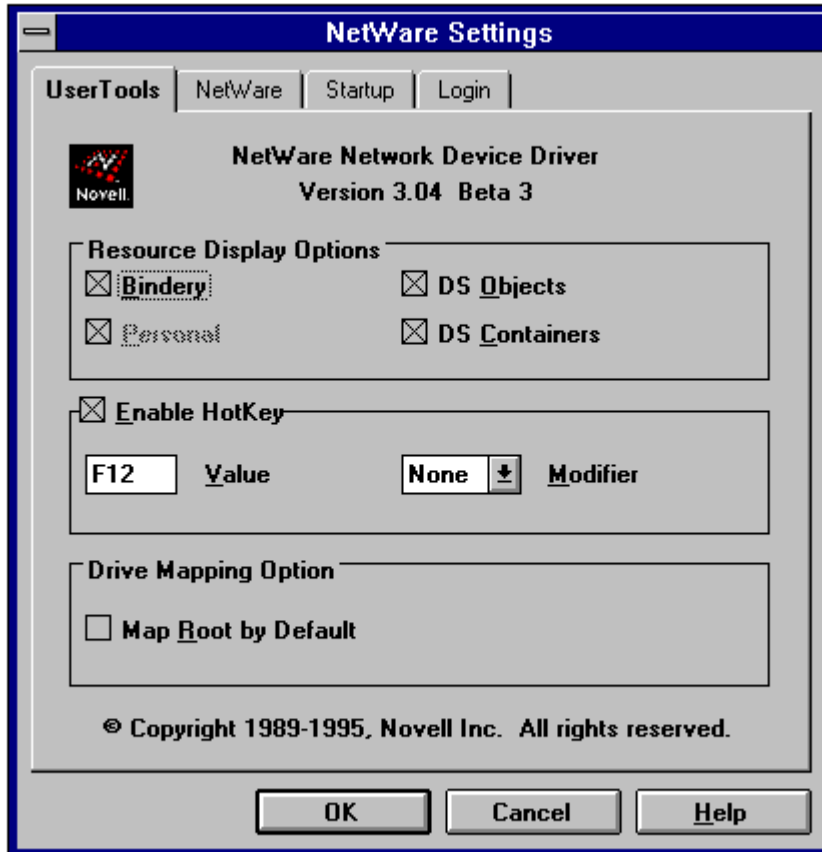 NetWare Settings
UserTools NetWare Startup Login
Novell.
NetWare Network Device Driver
Version 3.04 Beta 3
Resource Display Options
Bindery DS Objects
Personal DS Containers
Enable HotKey
F12 Value None Modifier
Drive Mapping Option
Map Root by Default
© Copyright 1989-1995, Novell Inc. All rights reserved.
OK Cancel Help